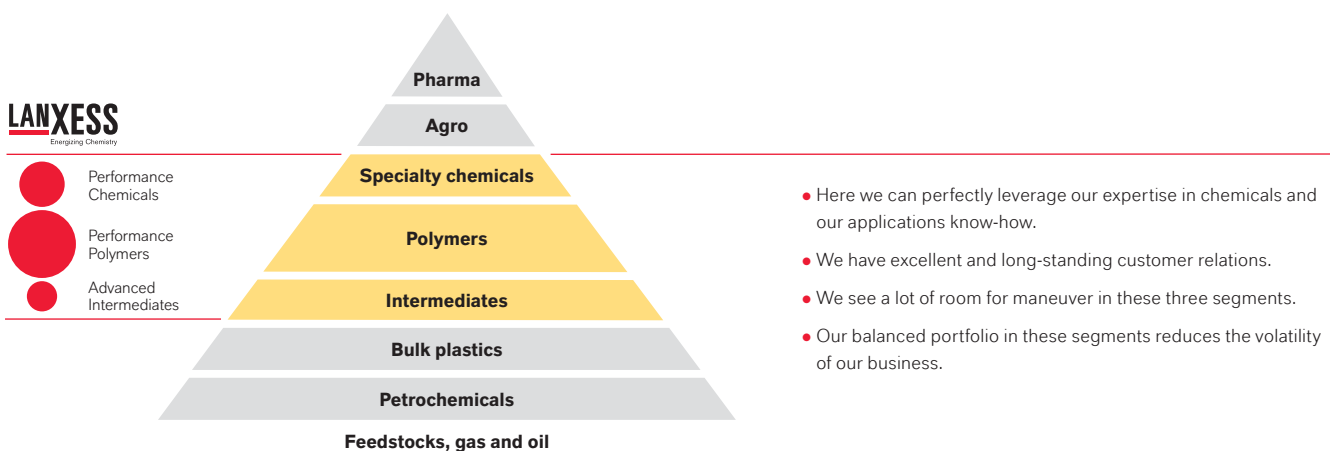 LANXESS
Energizing Chemistry
Performance
Chemicals
Performance
Polymers
Advanced
Intermediates
Pharma
Agro
Specialty chemicals
Polymers
Intermediates
Bulk plastics
Petrochemicals
Feedstocks, gas and oil
• Here we can perfectly leverage our expertise in chemicals and
our applications know-how.
• We have excellent and long-standing customer relations.
• We see a lot of room for maneuver in these three segments.
• Our balanced portfolio in these segments reduces the volatility
of our business.